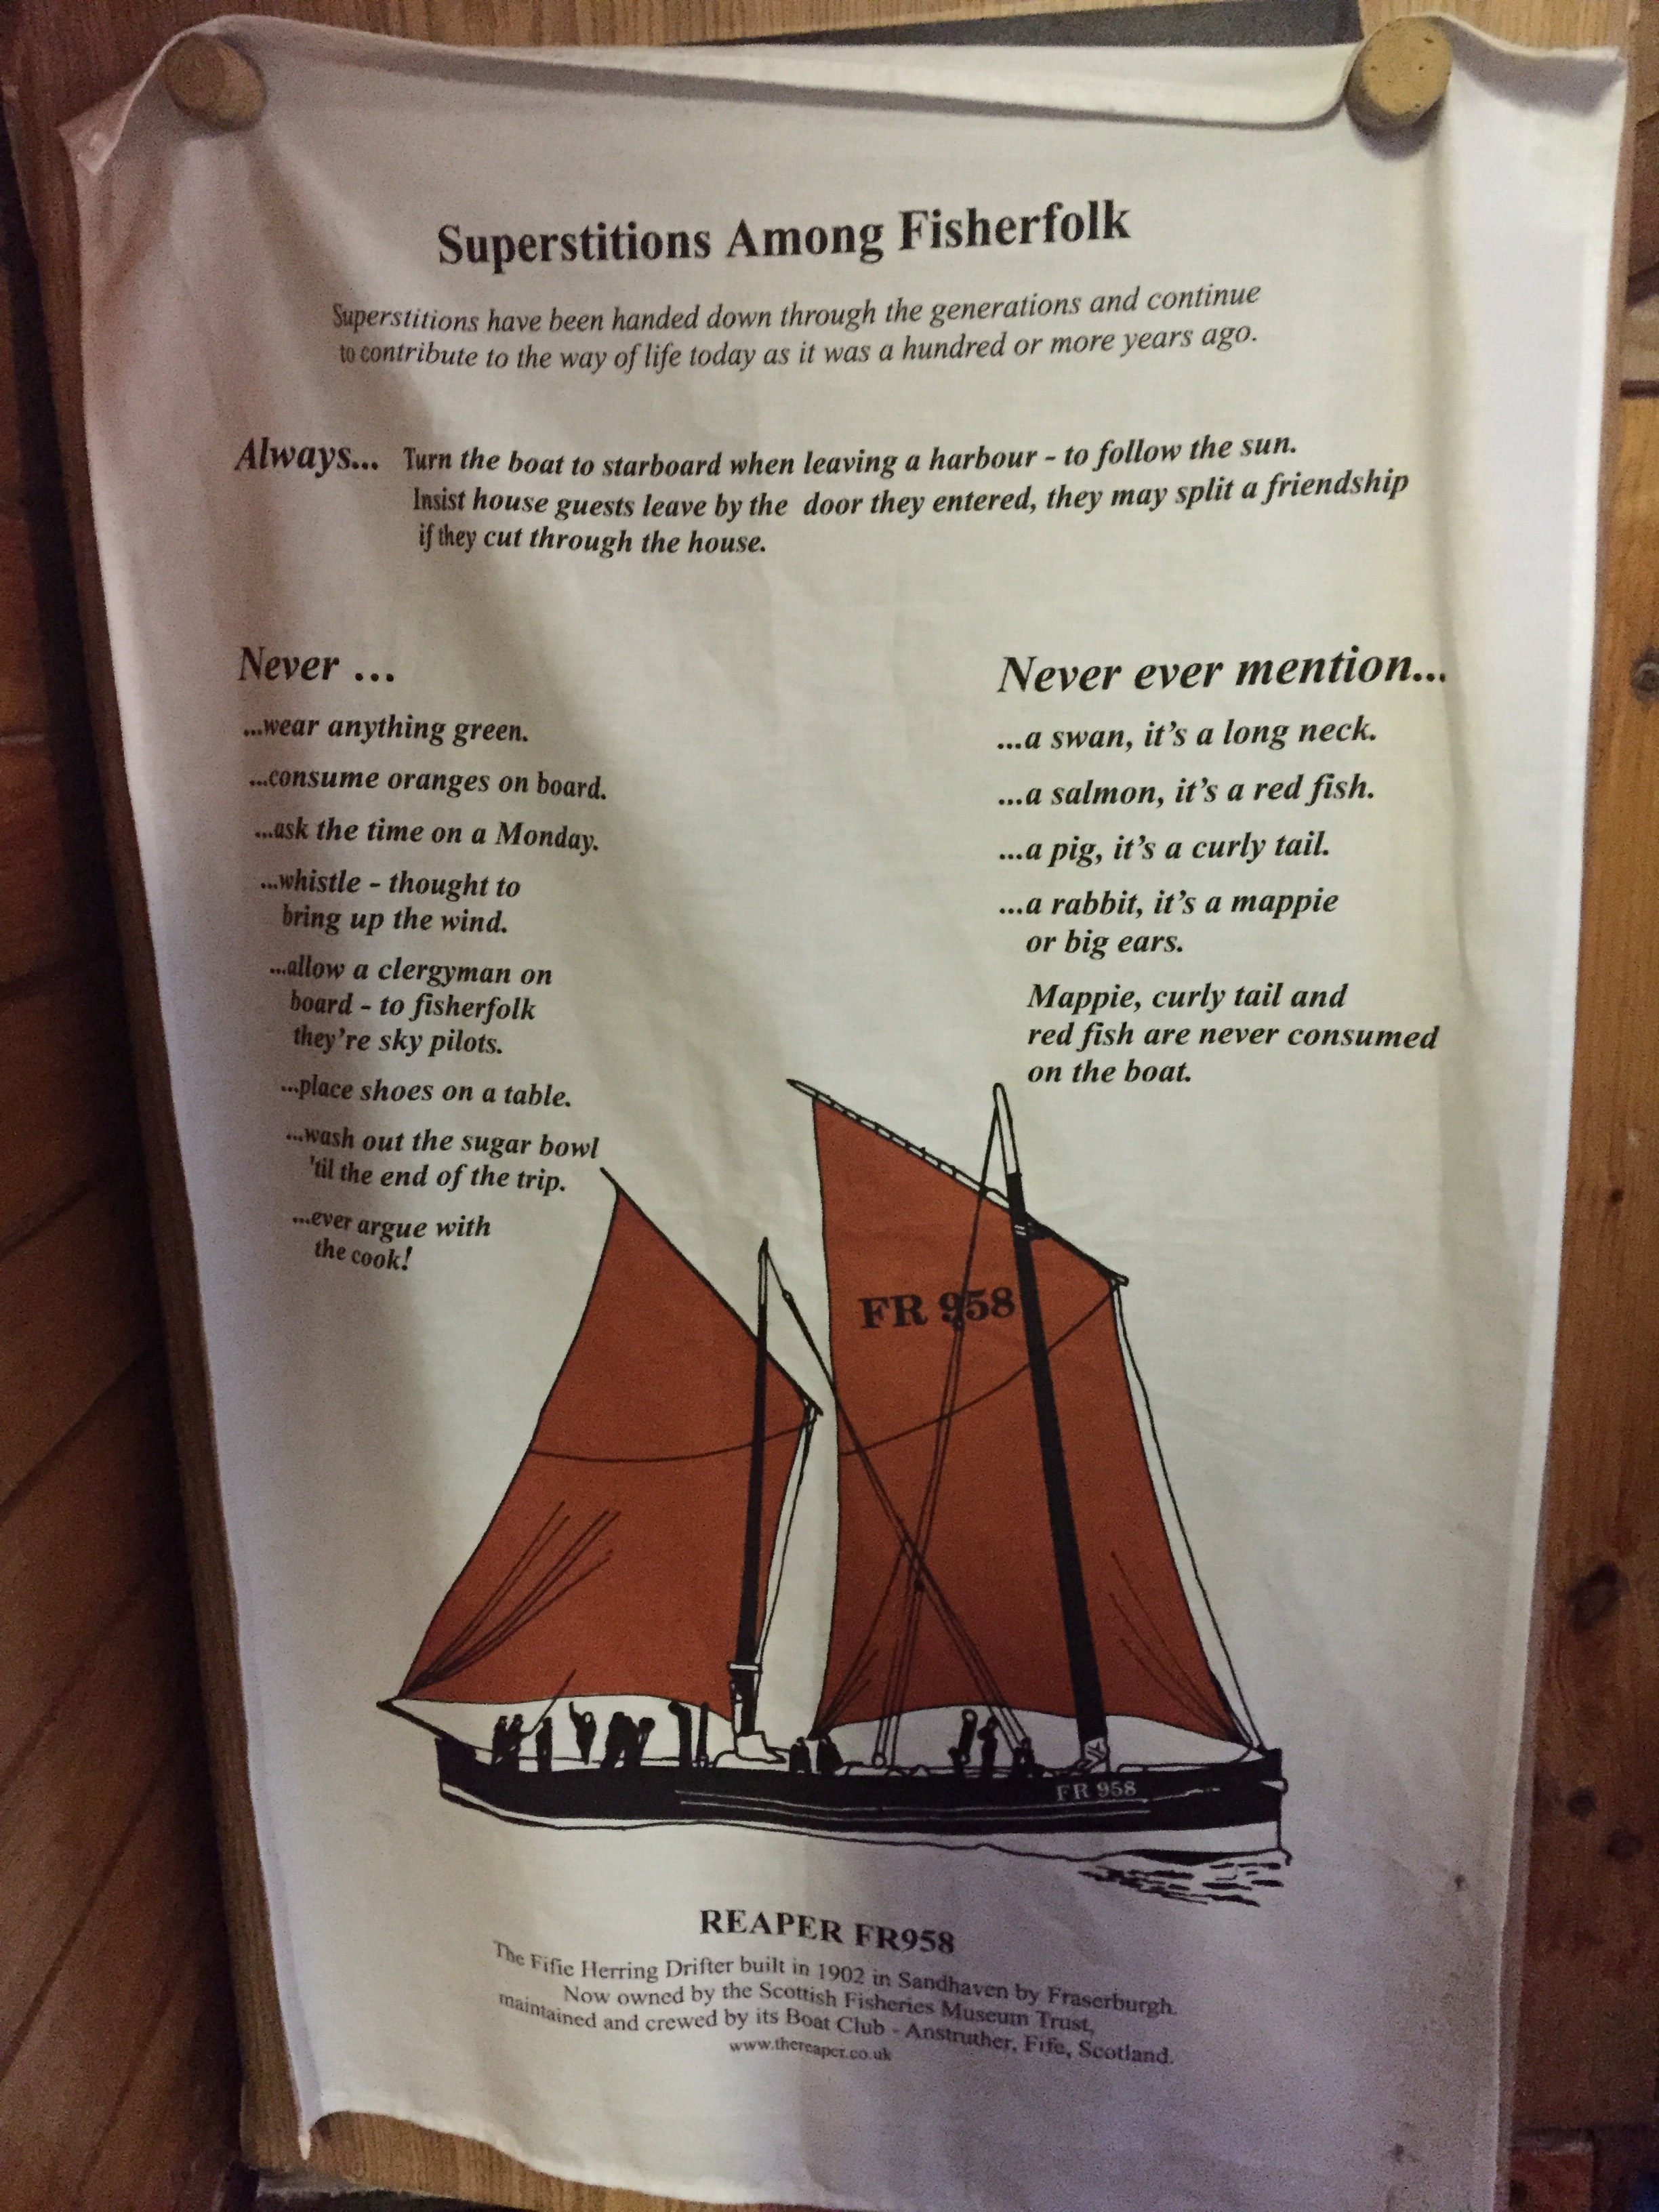 Superstitions Among Fisherfolk
Superstitions have been handed down through the generations and continue
to contribute to the way of life today as it was a hundred or more years ago.
Always... Turn the boat to starboard when leaving a harbour - to follow the sun.
Insist house guests leave by the door they entered, they may split a friendship
if they cut through the house.
Never ...
...wear anything green.
...consume oranges on board.
...ask the time on a Monday.
...whistle - thought to
bring up the wind.
...allow a clergyman on
board - to fisherfolk
they're sky pilots.
...place shoes on a table.
...wash out the sugar bowl
'til the end of the trip.
...ever argue with
the cook!
Never ever mention...
...a swan, it's a long neck.
...a salmon, it's a red fish.
...a pig, it's a curly tail.
...a rabbit, it's a mappie
or big ears.
Mappie, curly tail and
red fish are never consumed
on the boat.
FR 958
FR 958
REAPER FR958
The Fifie Herring Drifter built in 1902 in Sandhaven by Fraserburgh.
Now owned by the Scottish Fisheries Museum Trust,
maintained and crewed by its Boat Club - Anstruther, Fife, Scotland.
www.thereaper.co.uk